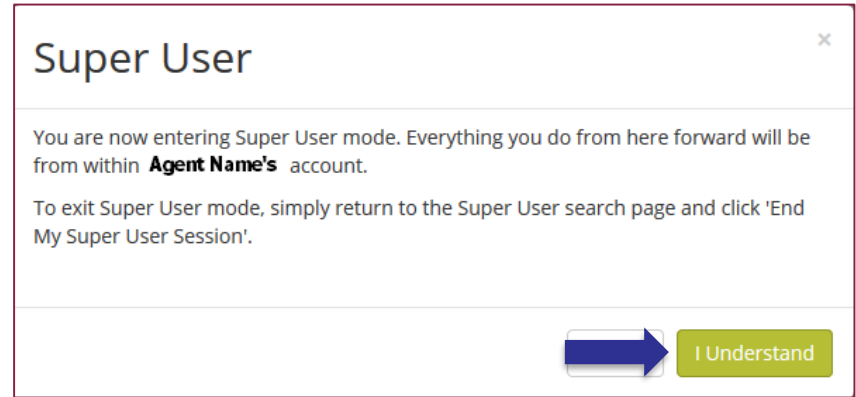 Super User
×
You are now entering Super User mode. Everything you do from here forward will be
from within Agent Name's account.
To exit Super User mode, simply return to the Super User search page and click 'End
My Super User Session'.
I Understand